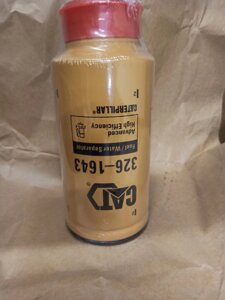 CAT
326-1643
Fuel / Water Separator
Advanced
High Efficiency
CATERPILLAR®